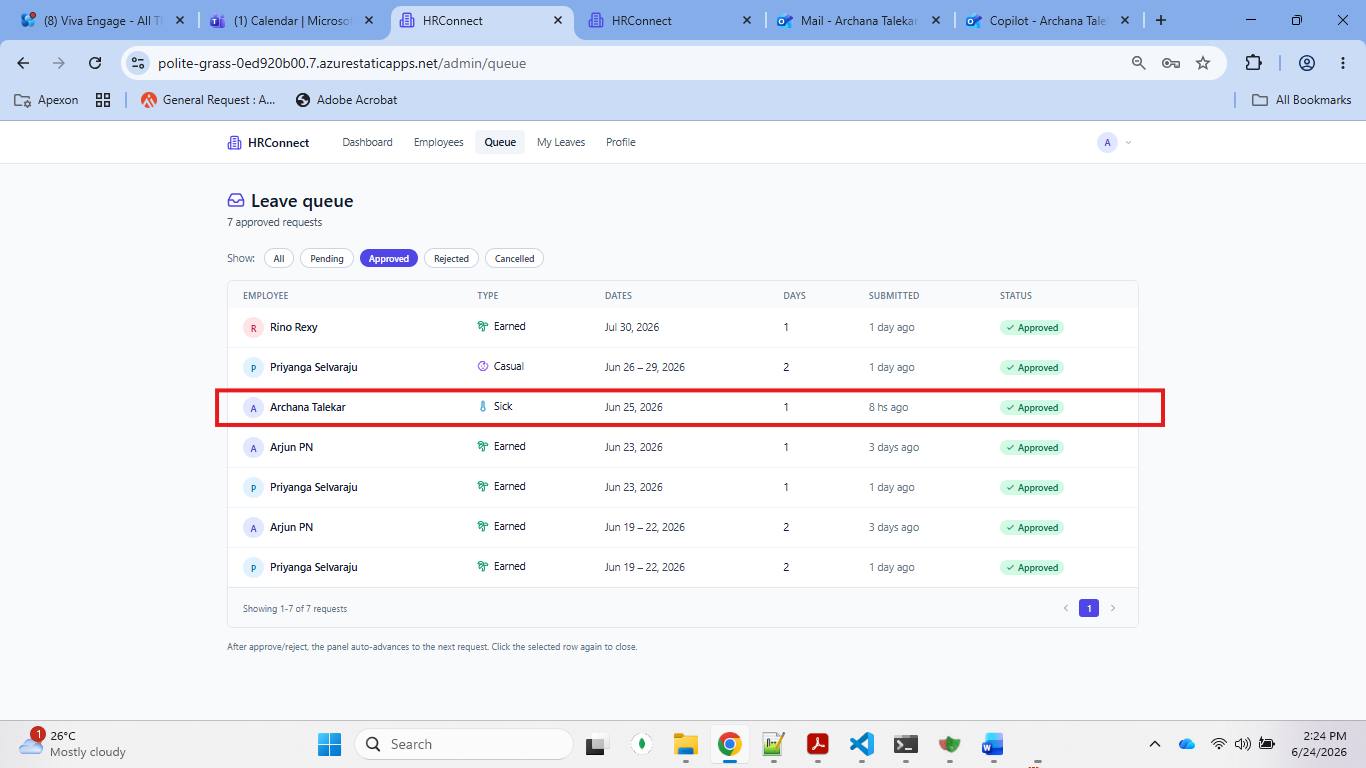 (8) Viva Engage - All Th
(1) Calendar | Microsof
HRConnect
HRConnect
Mail - Archana Talekar
Copilot - Archana Tale
polite-grass-0ed920b00.7.azurestaticapps.net/admin/queue
Apexon
General Request : A...
Adobe Acrobat
All Bookmarks
HRConnect
Dashboard
Employees
Queue
My Leaves
Profile
A
Leave queue
7 approved requests
Show: All Pending Approved Rejected Cancelled
EMPLOYEE TYPE DATES DAYS SUBMITTED STATUS
R Rino Rexy Earned Jul 30, 2026 1 1 day ago Approved
P Priyanga Selvaraju Casual Jun 26 – 29, 2026 2 1 day ago Approved
A Archana Talekar Sick Jun 25, 2026 1 8 hs ago Approved
A Arjun PN Earned Jun 23, 2026 1 3 days ago Approved
P Priyanga Selvaraju Earned Jun 23, 2026 1 1 day ago Approved
A Arjun PN Earned Jun 19 – 22, 2026 2 3 days ago Approved
P Priyanga Selvaraju Earned Jun 19 – 22, 2026 2 1 day ago Approved
Showing 1-7 of 7 requests
1
After approve/reject, the panel auto-advances to the next request. Click the selected row again to close.
1
26°C
Mostly cloudy
Search
2:24 PM
6/24/2026